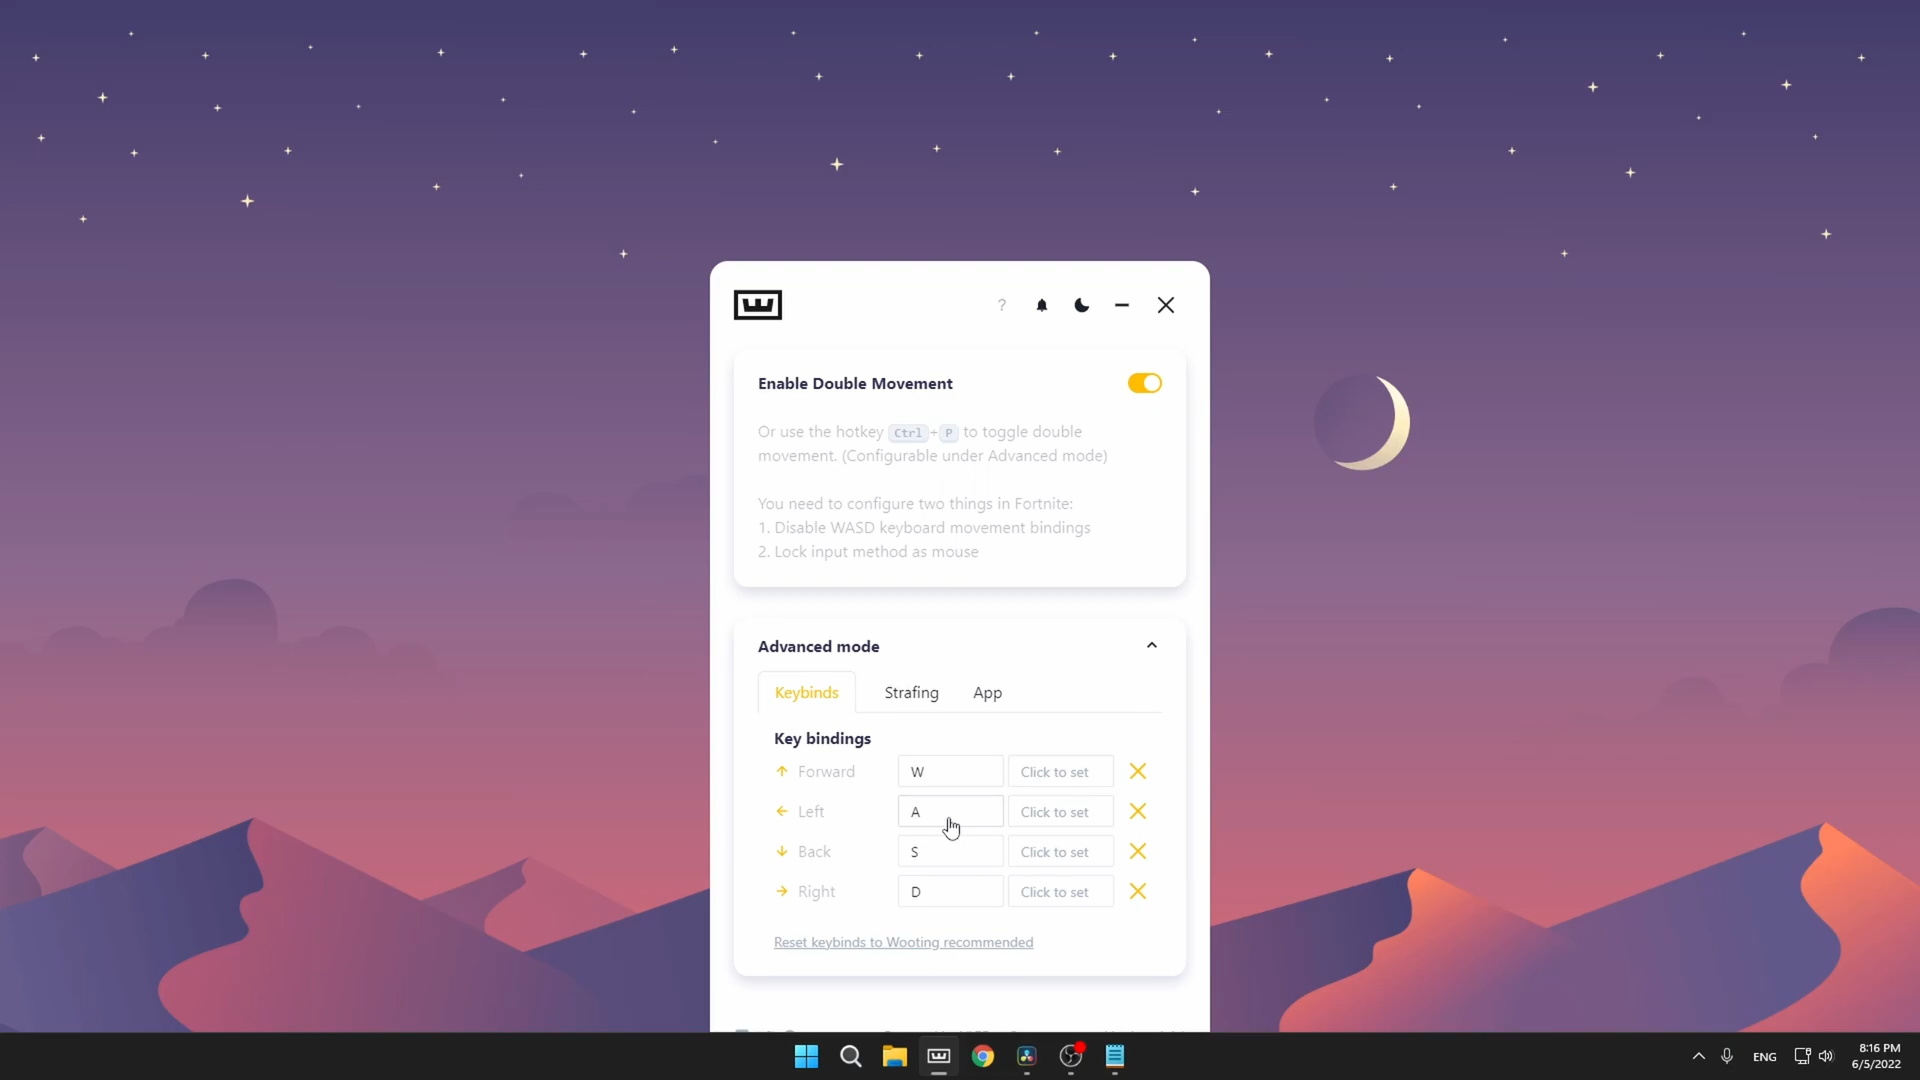 ?
Enable Double Movement
Or use the hotkey Ctrl + P to toggle double
movement. (Configurable under Advanced mode)
You need to configure two things in Fortnite:
1. Disable WASD keyboard movement bindings
2. Lock input method as mouse
Advanced mode
Keybinds Strafing App
Key bindings
Forward W Click to set
Left A Click to set
Back S Click to set
Right D Click to set
Reset keybinds to Wooting recommended
ENG
8:16 PM
6/5/2022